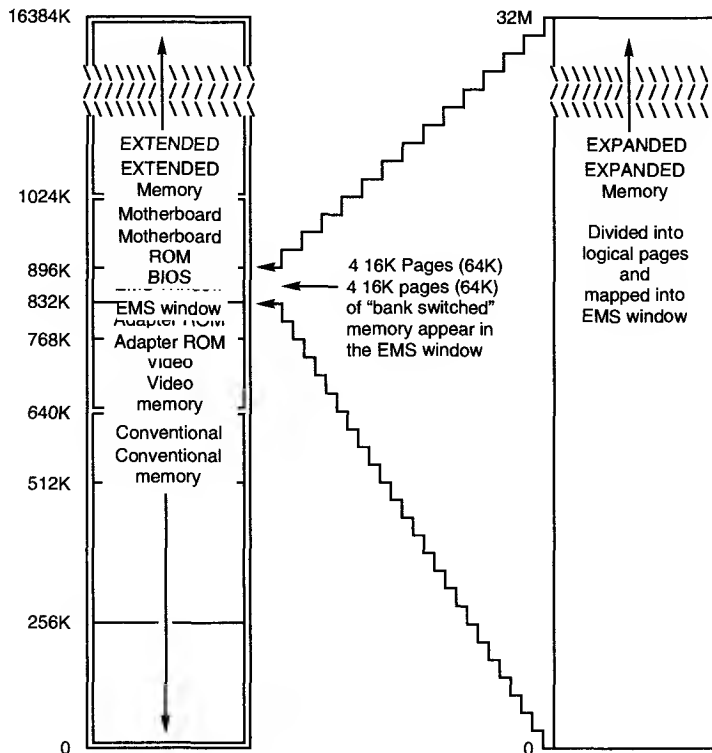 16384K
EXTENDED
EXTENDED
Memory
1024K
Motherboard
Motherboard
ROM
896K
BIOS
832K
EMS window
Adapter ROM
768K
Adapter ROM
Video
Video
memory
640K
Conventional
Conventional
memory
512K
256K
0
4 16K Pages (64K)
4 16K pages (64K)
of “bank switched”
memory appear in
the EMS window
32M
EXPANDED
EXPANDED
Memory
Divided into
logical pages
and
mapped into
EMS window
0